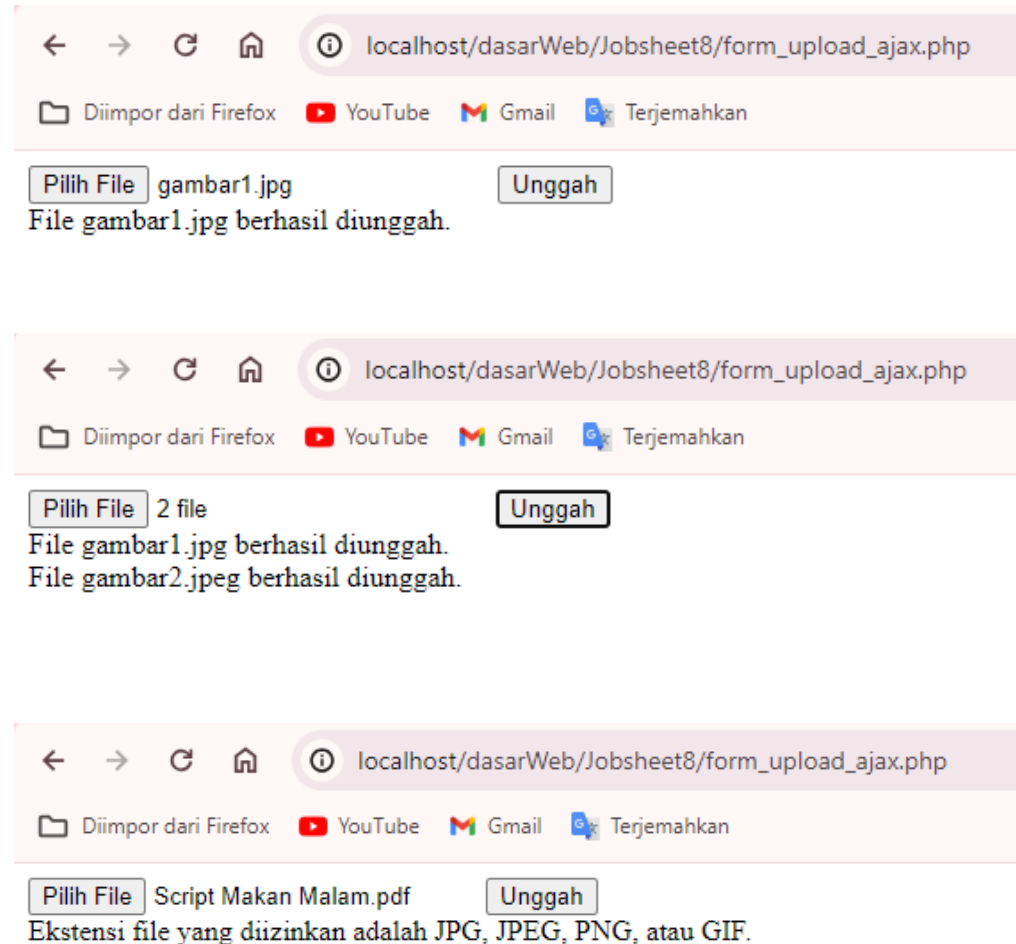 localhost/dasarWeb/Jobsheet8/form_upload_ajax.php
Diimpor dari Firefox YouTube Gmail Terjemahkan
Pilih File gambar1.jpg Unggah
File gambar1.jpg berhasil diunggah.
localhost/dasarWeb/Jobsheet8/form_upload_ajax.php
Diimpor dari Firefox YouTube Gmail Terjemahkan
Pilih File 2 file Unggah
File gambar1.jpg berhasil diunggah.
File gambar2.jpeg berhasil diunggah.
localhost/dasarWeb/Jobsheet8/form_upload_ajax.php
Diimpor dari Firefox YouTube Gmail Terjemahkan
Pilih File Script Makan Malam.pdf Unggah
Ekstensi file yang diizinkan adalah JPG, JPEG, PNG, atau GIF.